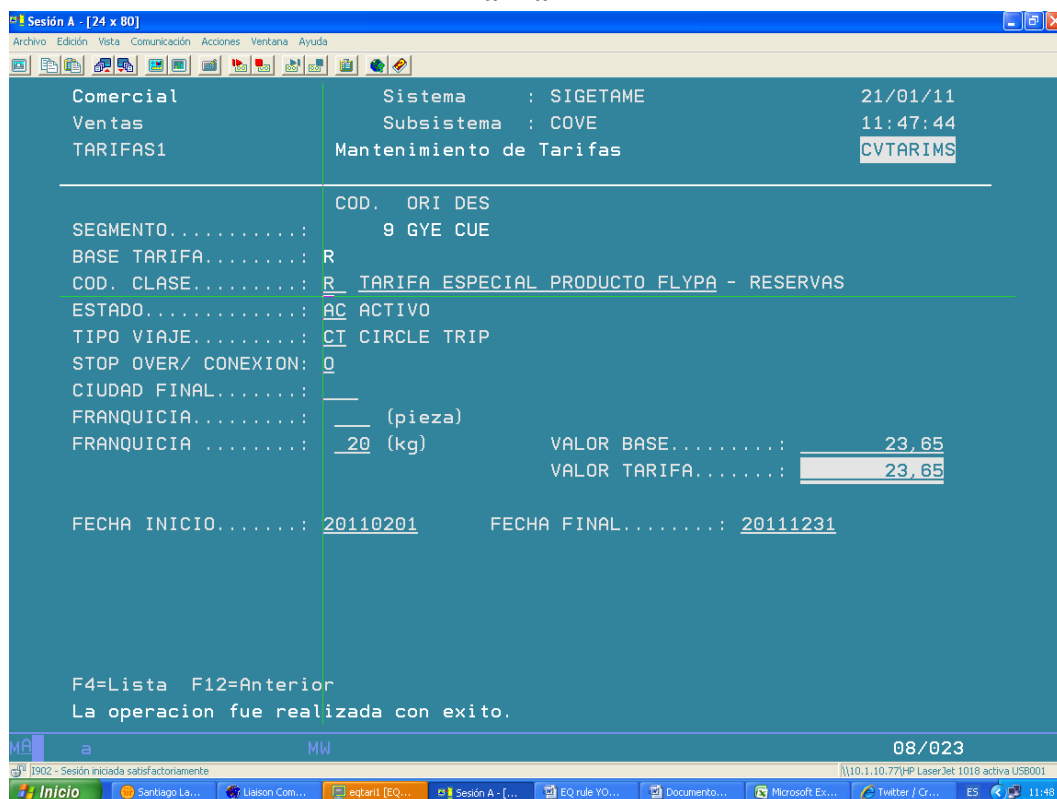 Sesión A - [24 x 80]
Archivo Edición Vista Comunicación Acciones Ventana Ayuda
Comercial Sistema : SIGETAME 21/01/11
Ventas Subsistema : COVE 11:47:44
TARIFAS1 Mantenimiento de Tarifas CVTARIMS
COD. ORI DES
SEGMENTO...........: 9 GYE CUE
BASE TARIFA........: R
COD. CLASE.........: R TARIFA ESPECIAL PRODUCTO FLYPA - RESERVAS
ESTADO.............: AC ACTIVO
TIPO VIAJE.........: CT CIRCLE TRIP
STOP OVER/ CONEXION: O
CIUDAD FINAL.......:
FRANQUICIA.........: (pieza)
FRANQUICIA ........: 20 (kg) VALOR BASE.........: 23,65
VALOR TARIFA.......: 23,65
FECHA INICIO.......: 20110201 FECHA FINAL........: 20111231
F4=Lista F12=Anterior
La operacion fue realizada con exito.
MA a MW 08/023
I902 - Sesión iniciada satisfactoriamente \\10.1.10.77\HP LaserJet 1018 activa USB001
Inicio Santiago La... Liaison Com... eqtari1 [EQ... Sesión A - [... EQ rule YO... Documento... Microsoft Ex... Twitter / Cr... ES 11:48